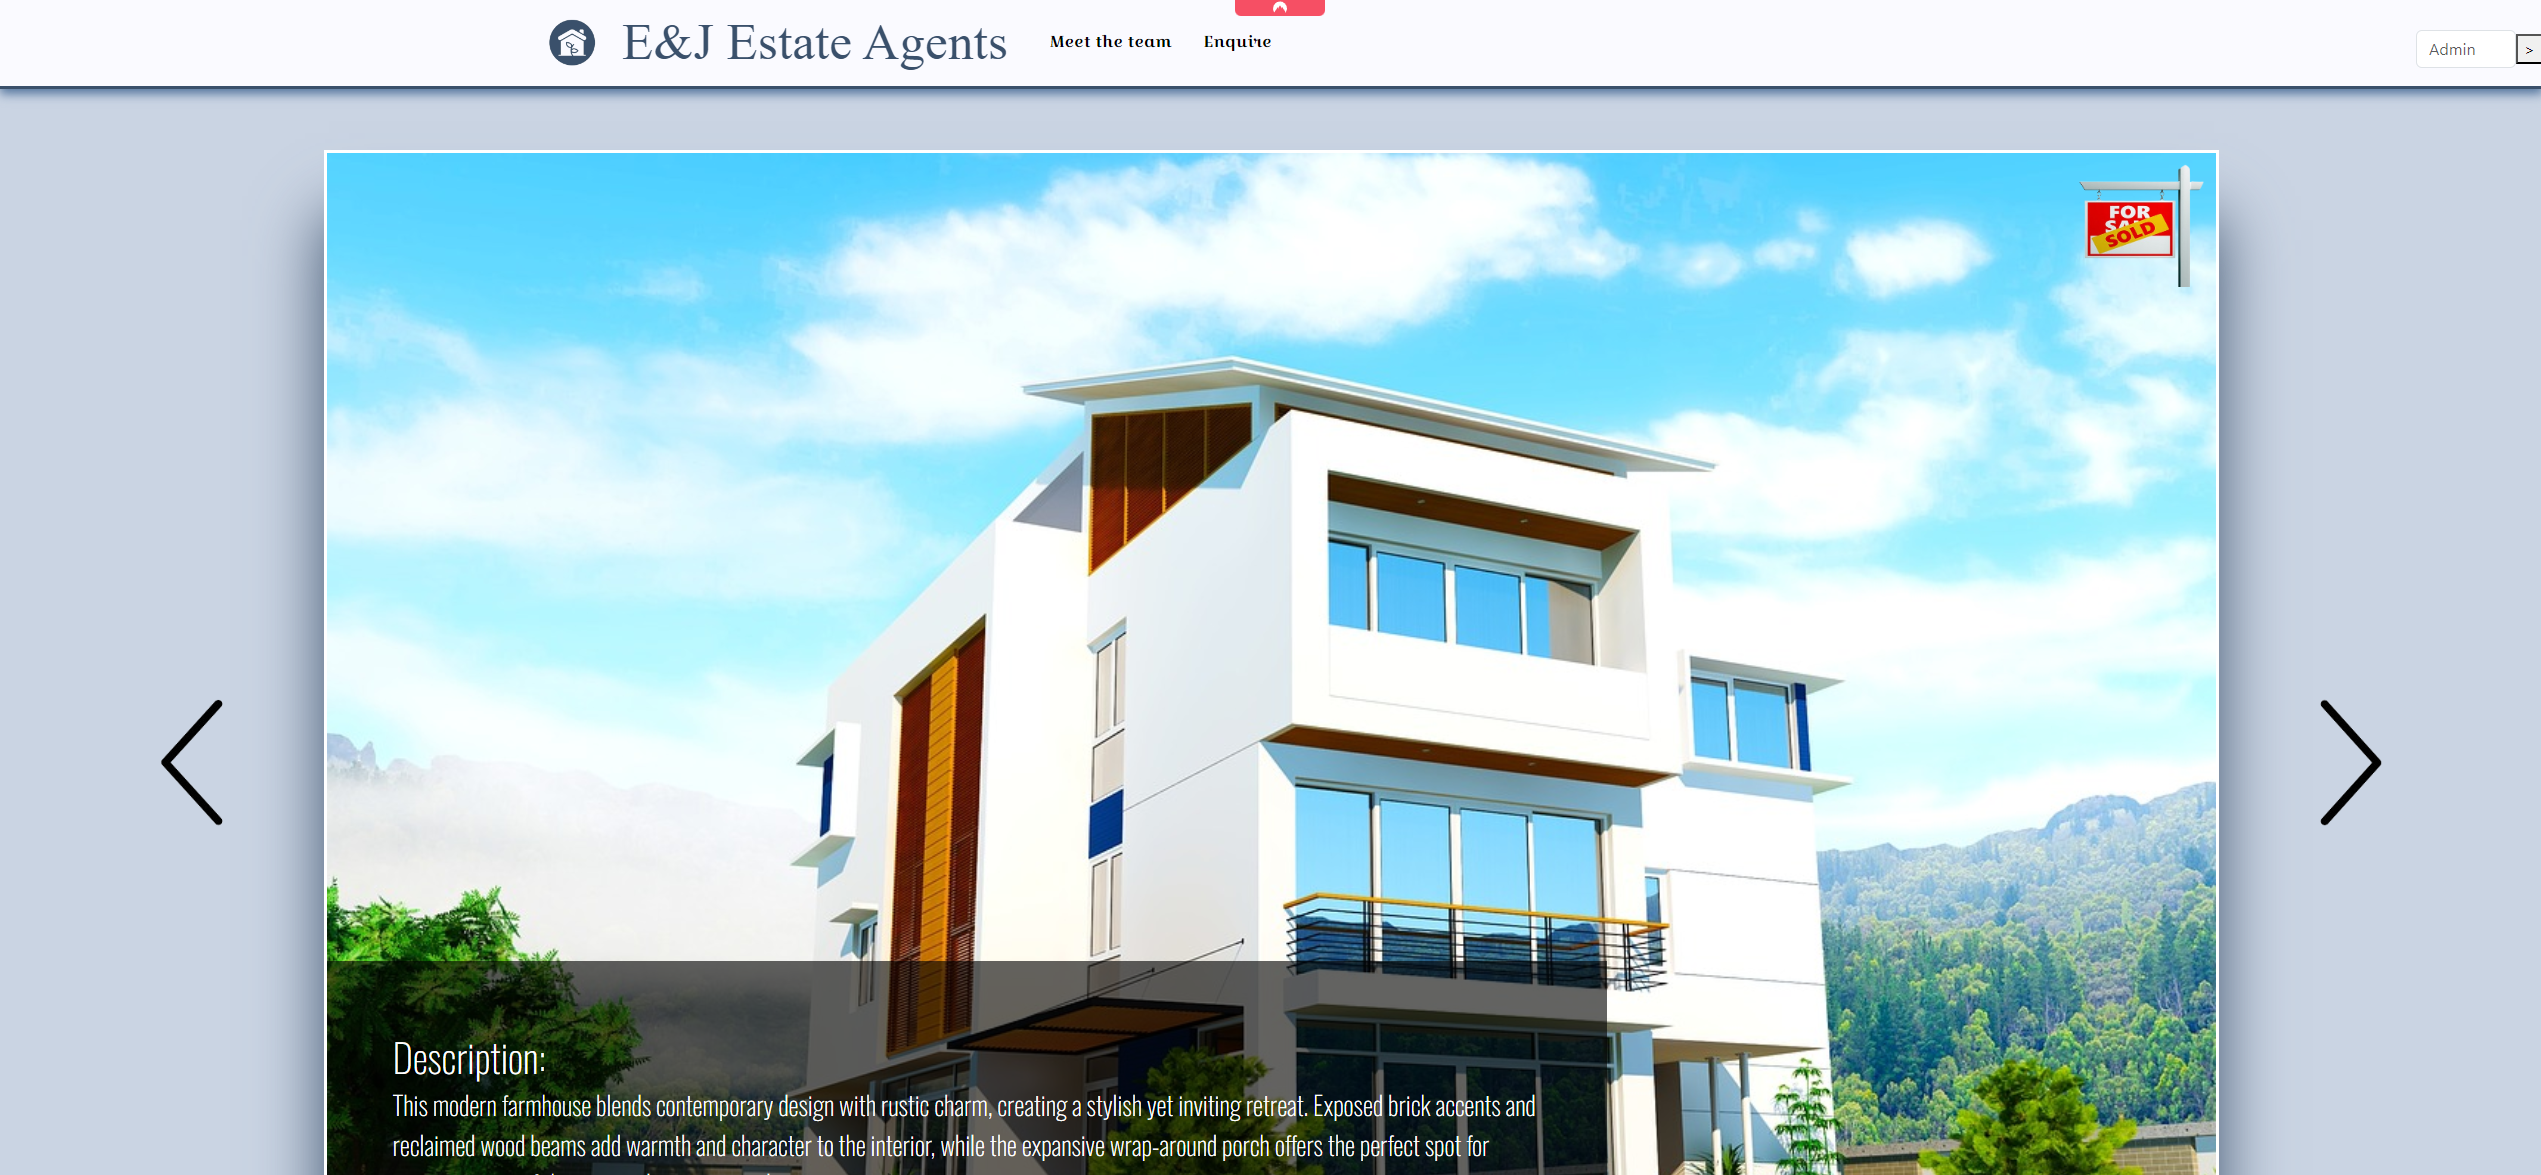 E&J Estate Agents
Meet the team
Enquire
Admin
>
FOR
SOLD
Description:
This modern farmhouse blends contemporary design with rustic charm, creating a stylish yet inviting retreat. Exposed brick accents and
reclaimed wood beams add warmth and character to the interior, while the expansive wrap-around porch offers the perfect spot for